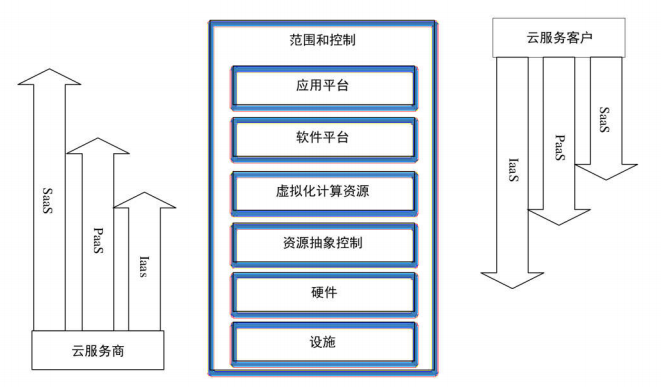 范围和控制
应用平台
软件平台
虚拟化计算资源
资源抽象控制
硬件
设施
SaaS
PaaS
Iaas
云服务商
云服务客户
IaaS
PaaS
SaaS